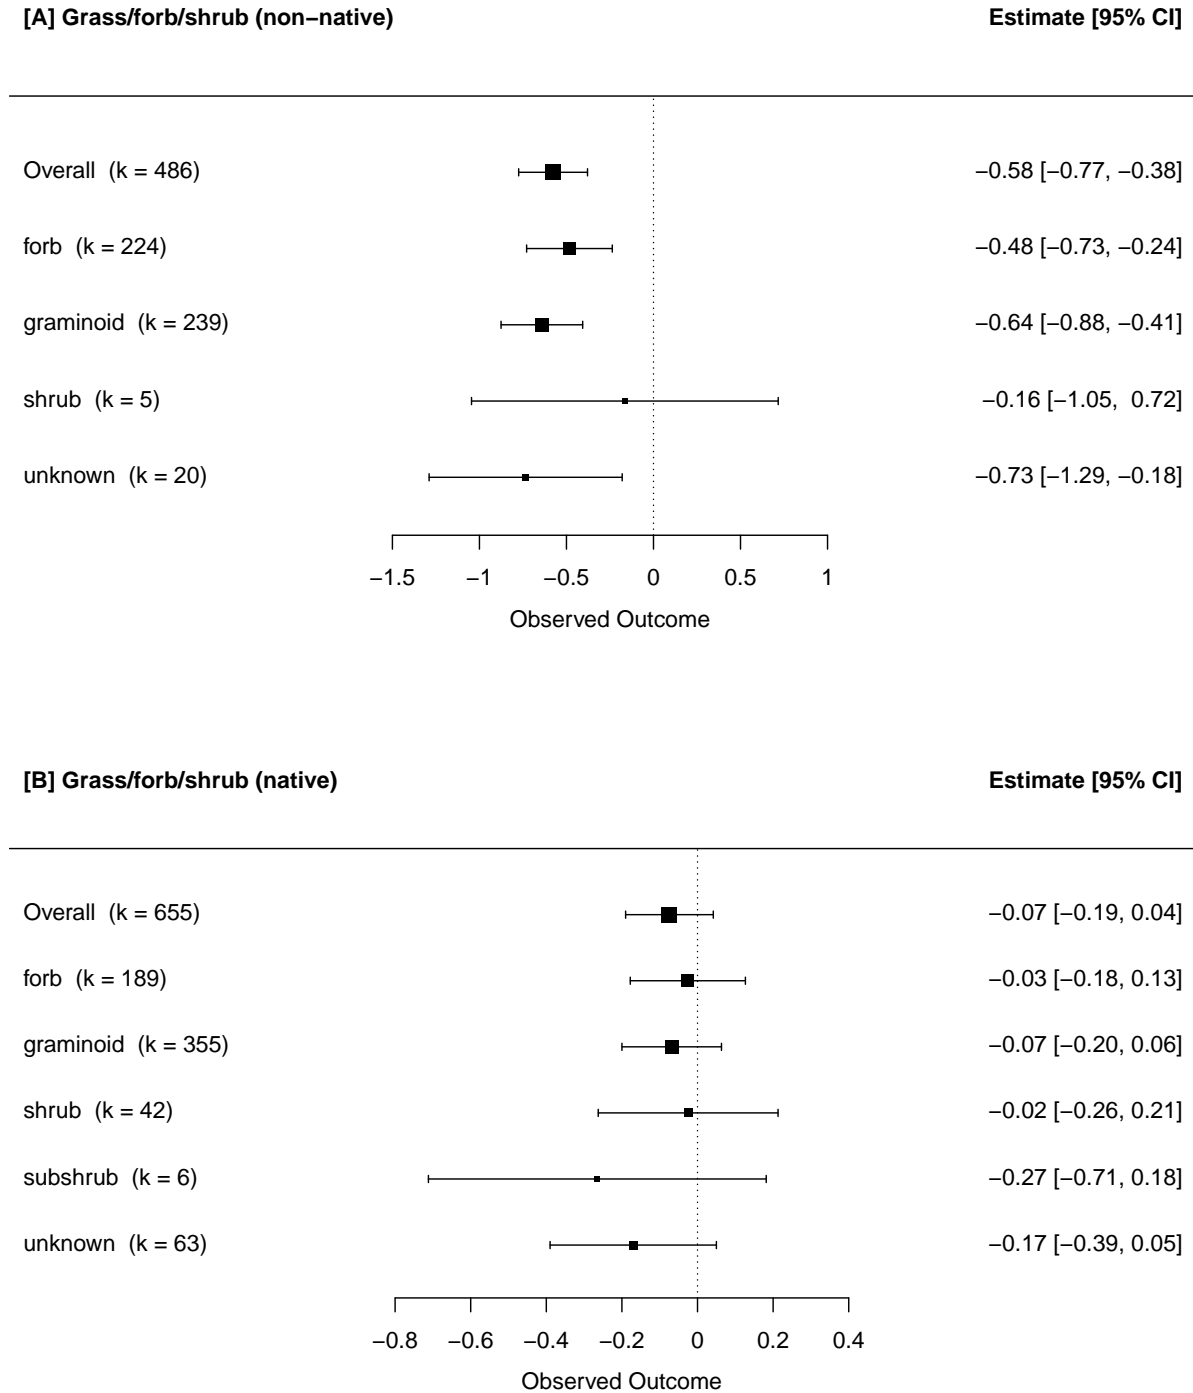 [A] Grass/forb/shrub (non−native) Estimate [95% CI]
Overall (k = 486) −0.58 [−0.77, −0.38]
forb (k = 224) −0.48 [−0.73, −0.24]
graminoid (k = 239) −0.64 [−0.88, −0.41]
shrub (k = 5) −0.16 [−1.05, 0.72]
unknown (k = 20) −0.73 [−1.29, −0.18]
−1.5 −1 −0.5 0 0.5 1
Observed Outcome
[B] Grass/forb/shrub (native) Estimate [95% CI]
Overall (k = 655) −0.07 [−0.19, 0.04]
forb (k = 189) −0.03 [−0.18, 0.13]
graminoid (k = 355) −0.07 [−0.20, 0.06]
shrub (k = 42) −0.02 [−0.26, 0.21]
subshrub (k = 6) −0.27 [−0.71, 0.18]
unknown (k = 63) −0.17 [−0.39, 0.05]
−0.8 −0.6 −0.4 −0.2 0 0.2 0.4
Observed Outcome